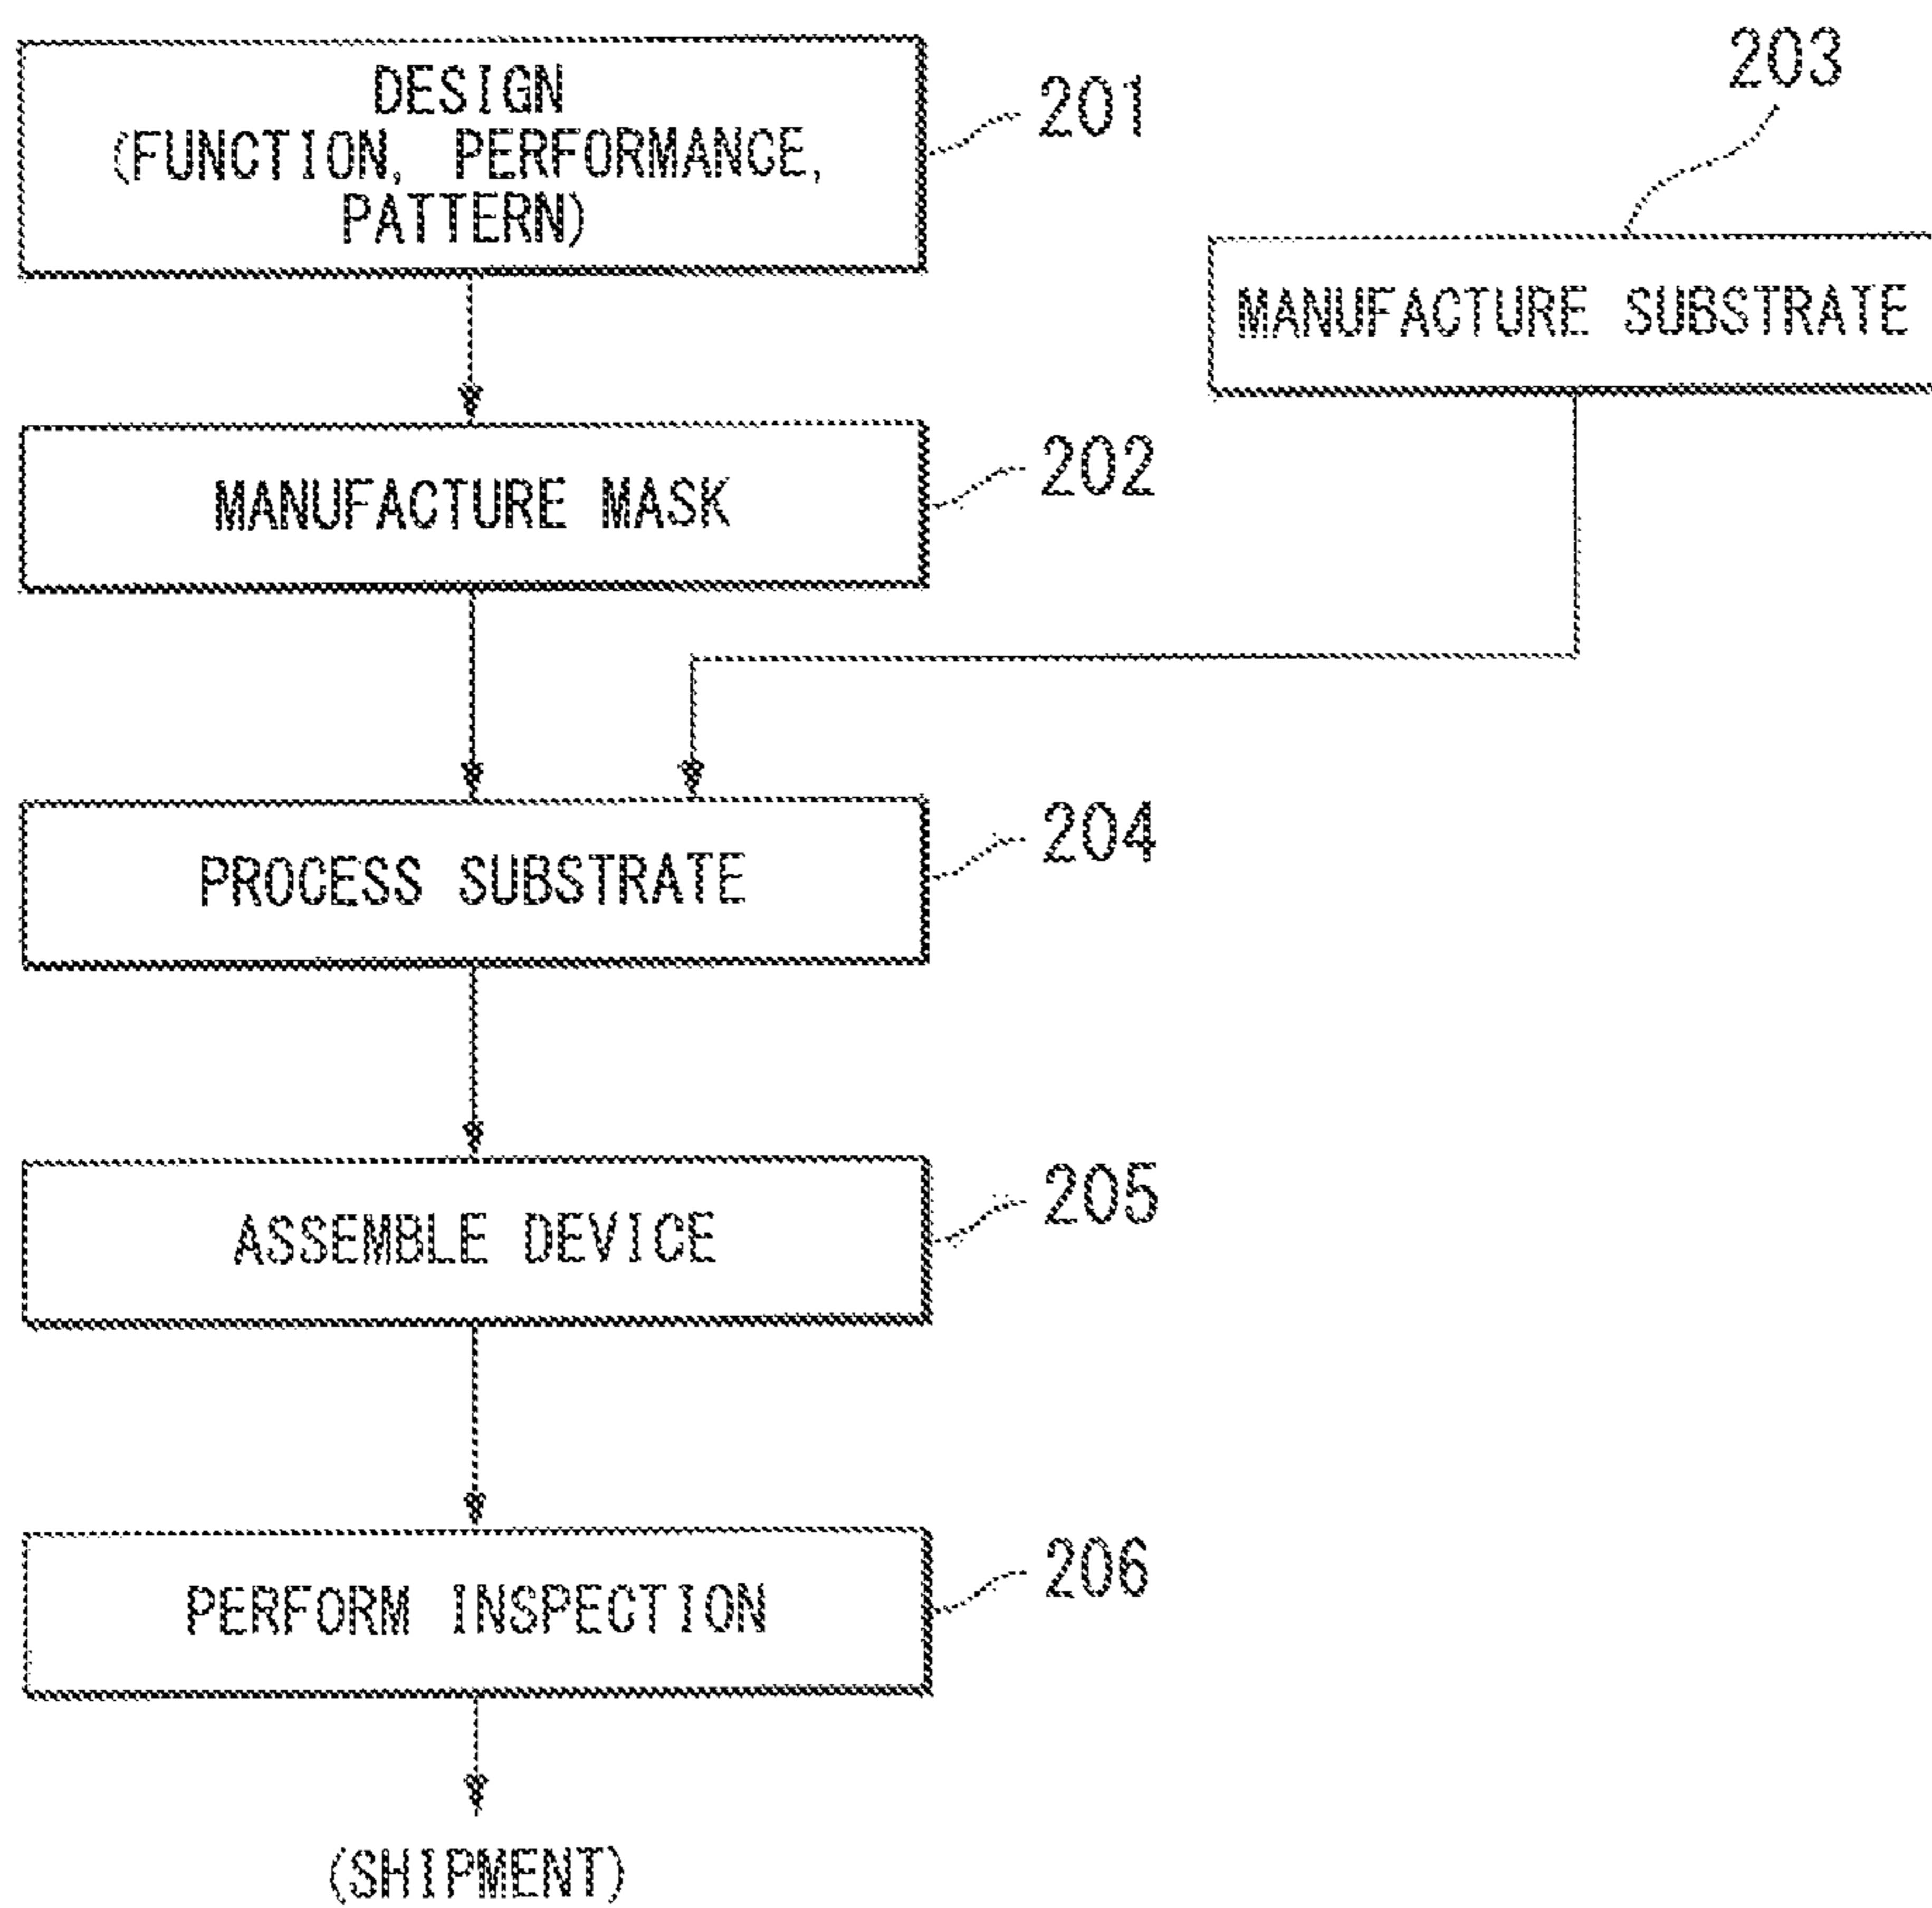 DESIGN
(FUNCTION, PERFORMANCE,
PATTERN)
201
203
MANUFACTURE SUBSTRATE
MANUFACTURE MASK
202
PROCESS SUBSTRATE
204
ASSEMBLE DEVICE
205
PERFORM INSPECTION
206
(SHIPMENT)